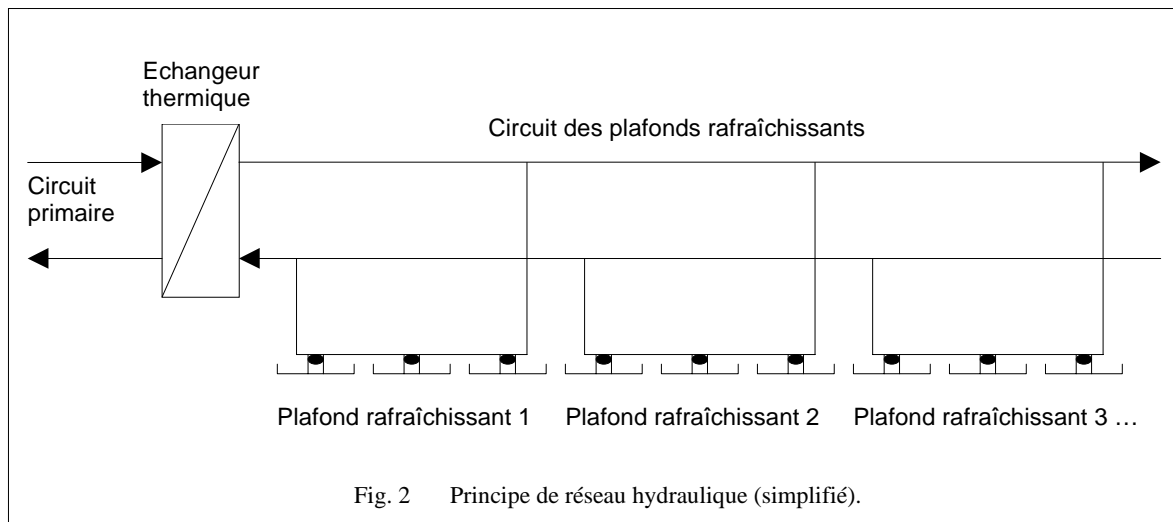 Echangeur
thermique
Circuit des plafonds rafraîchissants
Circuit
primaire
Plafond rafraîchissant 1
Plafond rafraîchissant 2
Plafond rafraîchissant 3 …
Fig. 2 Principe de réseau hydraulique (simplifié).